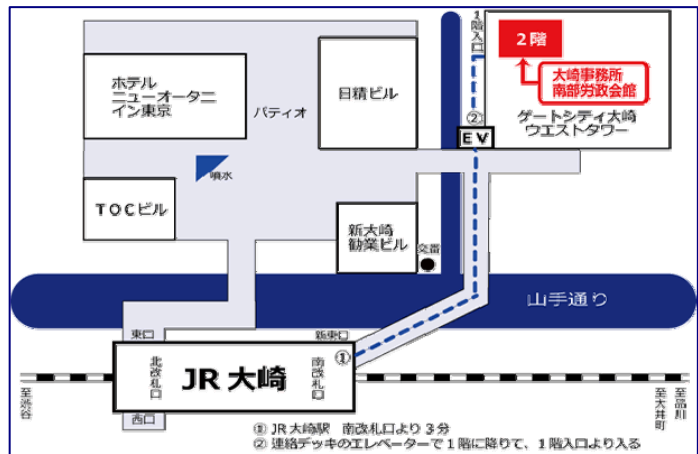 ホテル
ニューオータニ
イン東京
パティオ
日精ビル
1階入口
2階
大崎事務所
南部労政会館
ゲートシティ大崎
ウエストタワー
②
EV
噴水
TOCビル
新大崎
勧業ビル
交番
山手通り
東口
新東口
北改札口
JR大崎
南改札口
①
西口
至渋谷
至大井町
至品川
① JR大崎駅 南改札口より3分
② 連絡デッキのエレベーターで1階に降りて、1階入口より入る